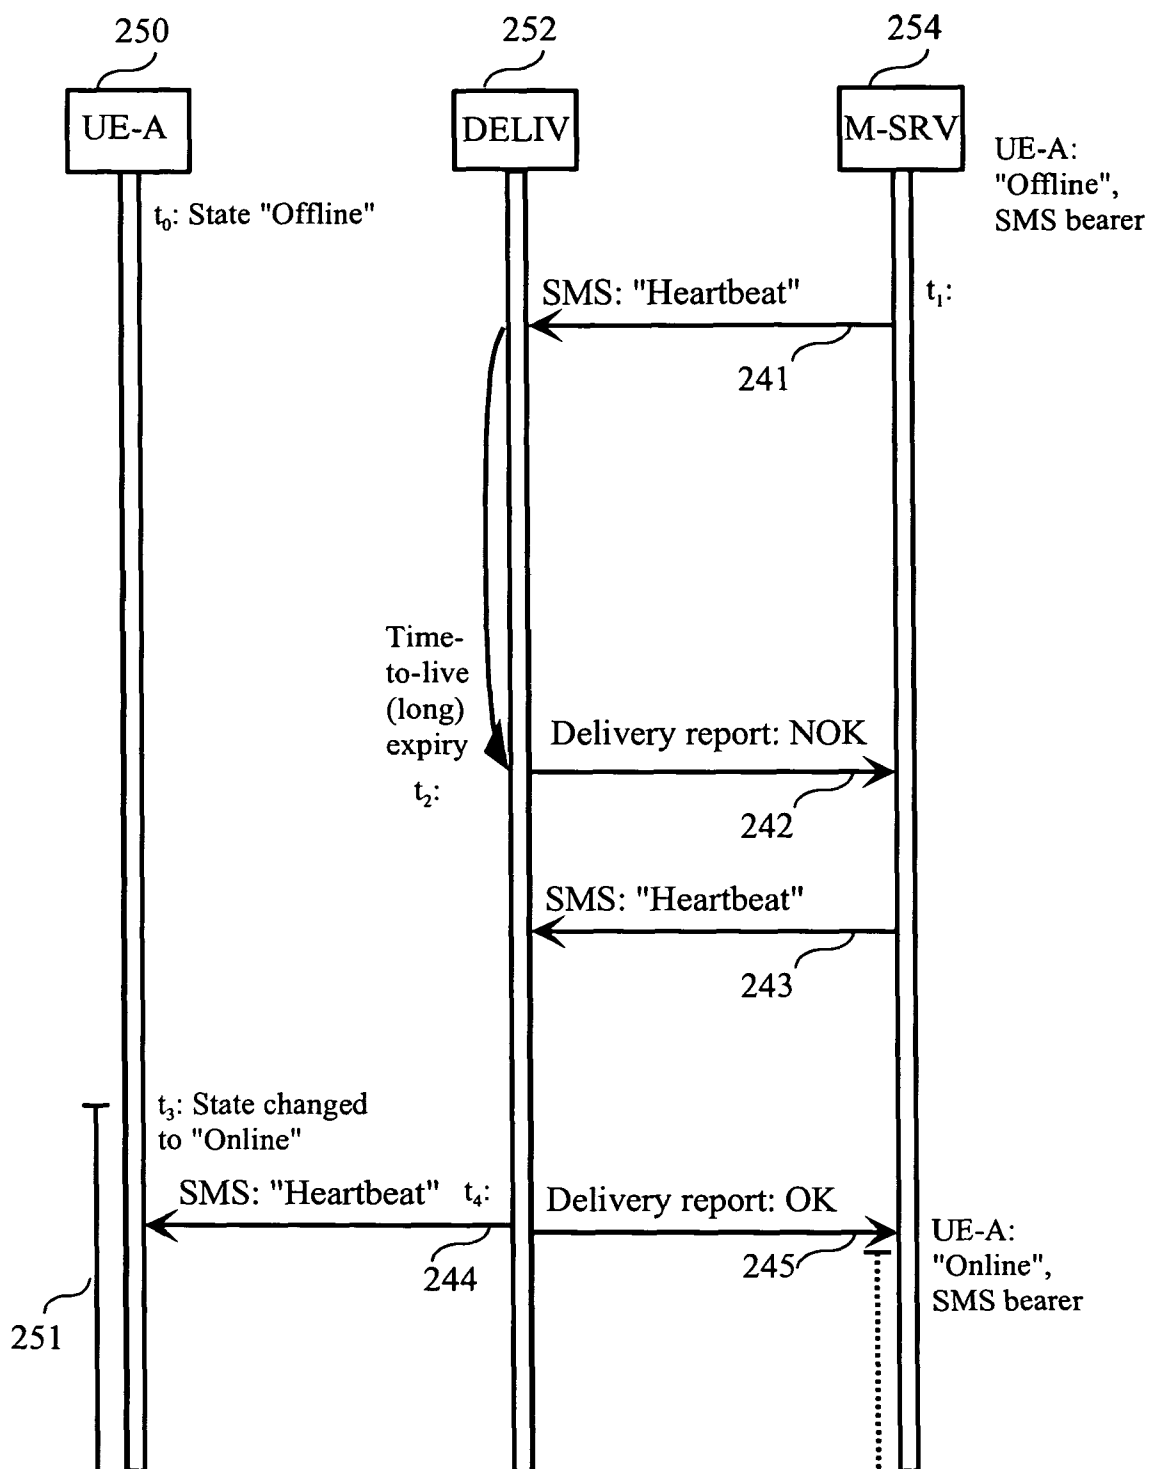 250
252
254
UE-A
DELIV
M-SRV
UE-A:
"Offline",
SMS bearer
t₀: State "Offline"
SMS: "Heartbeat"
t₁:
241
Time-
to-live
(long)
expiry
t₂:
Delivery report: NOK
242
SMS: "Heartbeat"
243
t₃: State changed
to "Online"
SMS: "Heartbeat"
t₄:
Delivery report: OK
244
245
UE-A:
"Online",
SMS bearer
251